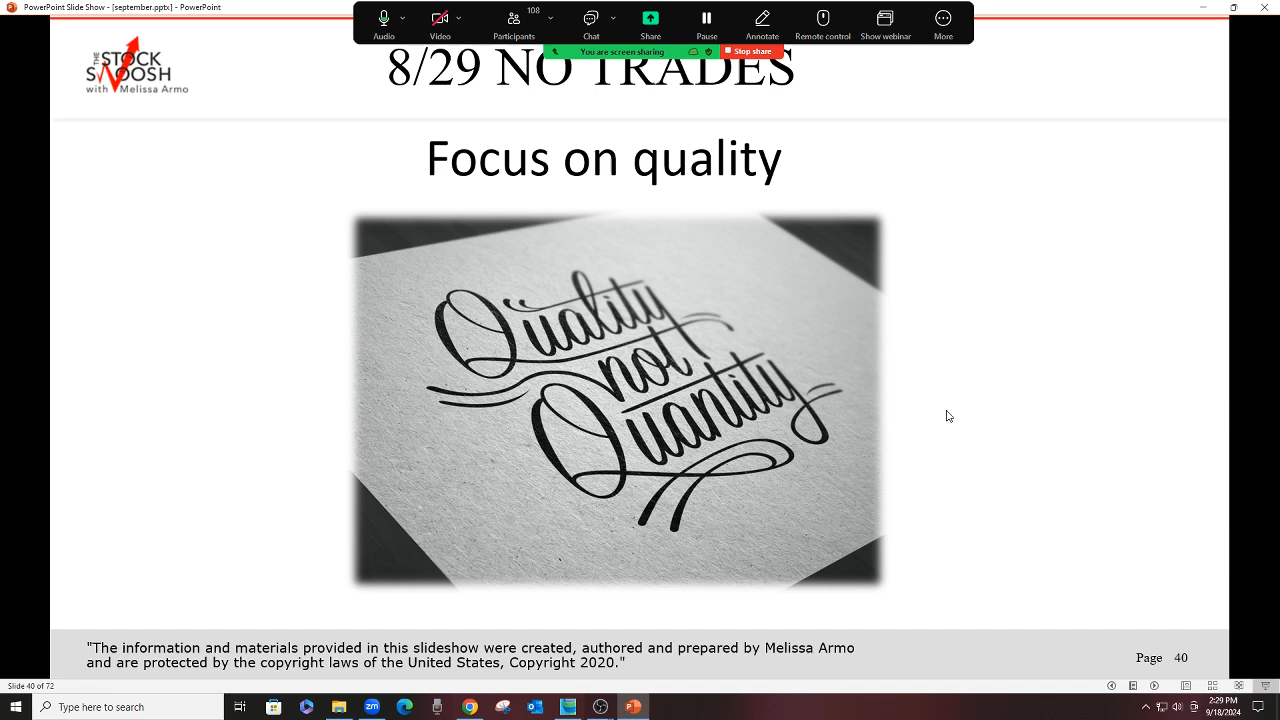 PowerPoint Slide Show - [september.pptx] - PowerPoint
108
Audio
Video
Participants
Chat
Share
Pause
Annotate
Remote control
Show webinar
More
You are screen sharing
Stop share
THE STOCK
SWOOSH
with Melissa Armo
8/29 NO TRADES
Focus on quality
Quality
not
Quantity
"The information and materials provided in this slideshow were created, authored and prepared by Melissa Armo
and are protected by the copyright laws of the United States, Copyright 2020."
Page 40
Slide 40 of 72
Type here to search
2:29 PM
9/18/2024